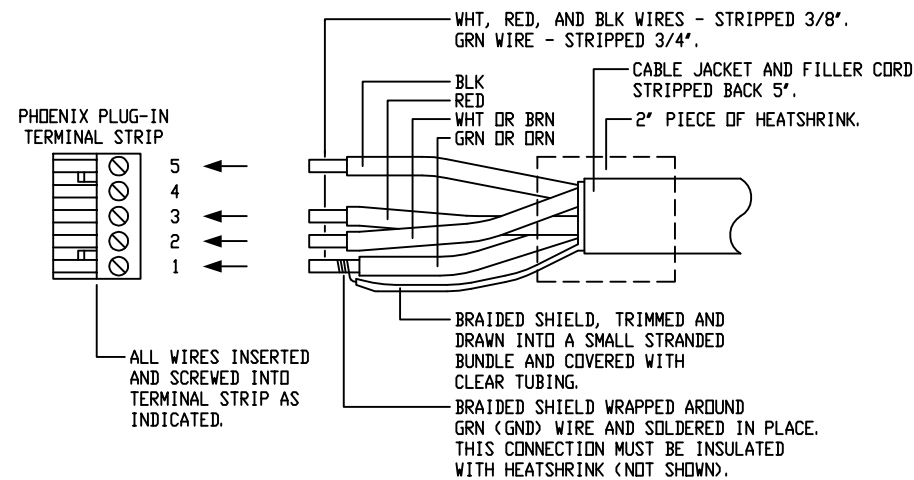 WHT, RED, AND BLK WIRES - STRIPPED 3/8".
GRN WIRE - STRIPPED 3/4".
CABLE JACKET AND FILLER CORD
STRIPPED BACK 5".
2" PIECE OF HEATSHRINK.
BLK
RED
WHT OR BRN
GRN OR ORN
PHOENIX PLUG-IN
TERMINAL STRIP
5
4
3
2
1
ALL WIRES INSERTED
AND SCREWED INTO
TERMINAL STRIP AS
INDICATED.
BRAIDED SHIELD, TRIMMED AND
DRAWN INTO A SMALL STRANDED
BUNDLE AND COVERED WITH
CLEAR TUBING.
BRAIDED SHIELD WRAPPED AROUND
GRN (GND) WIRE AND SOLDERED IN PLACE.
THIS CONNECTION MUST BE INSULATED
WITH HEATSHRINK (NOT SHOWN).